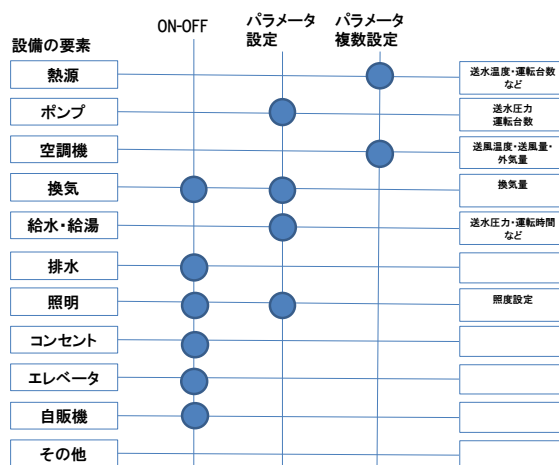 ON-OFF
パラメータ
設定
パラメータ
複数設定
設備の要素
熱源
送水温度・運転台数
など
ポンプ
送水圧力
運転台数
空調機
送風温度・送風量・
外気量
換気
換気量
給水・給湯
送水圧力・運転時間
など
排水
照明
照度設定
コンセント
エレベータ
自販機
その他